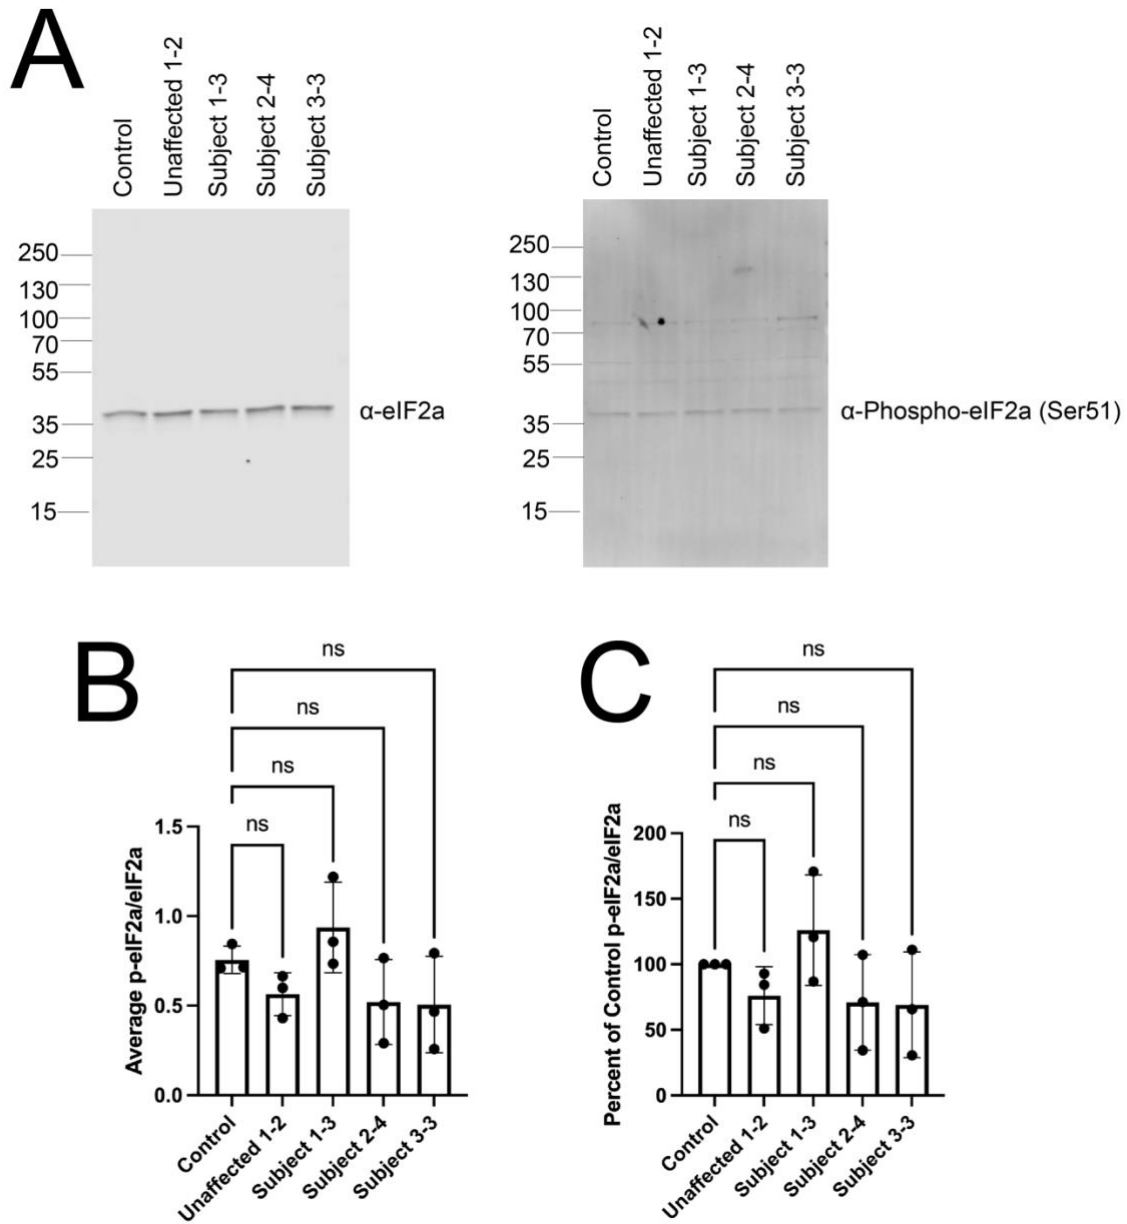 A
Control
Unaffected 1-2
Subject 1-3
Subject 2-4
Subject 3-3
250
130
100
70
55
35
25
15
α-eIF2a
Control
Unaffected 1-2
Subject 1-3
Subject 2-4
Subject 3-3
250
130
100
70
55
35
25
15
α-Phospho-eIF2a (Ser51)
B
ns
ns
ns
ns
Average p-eIF2a/eIF2a
1.5
1.0
0.5
0.0
Control
Unaffected 1-2
Subject 1-3
Subject 2-4
Subject 3-3
C
ns
ns
ns
ns
Percent of Control p-eIF2a/eIF2a
200
150
100
50
0
Control
Unaffected 1-2
Subject 1-3
Subject 2-4
Subject 3-3